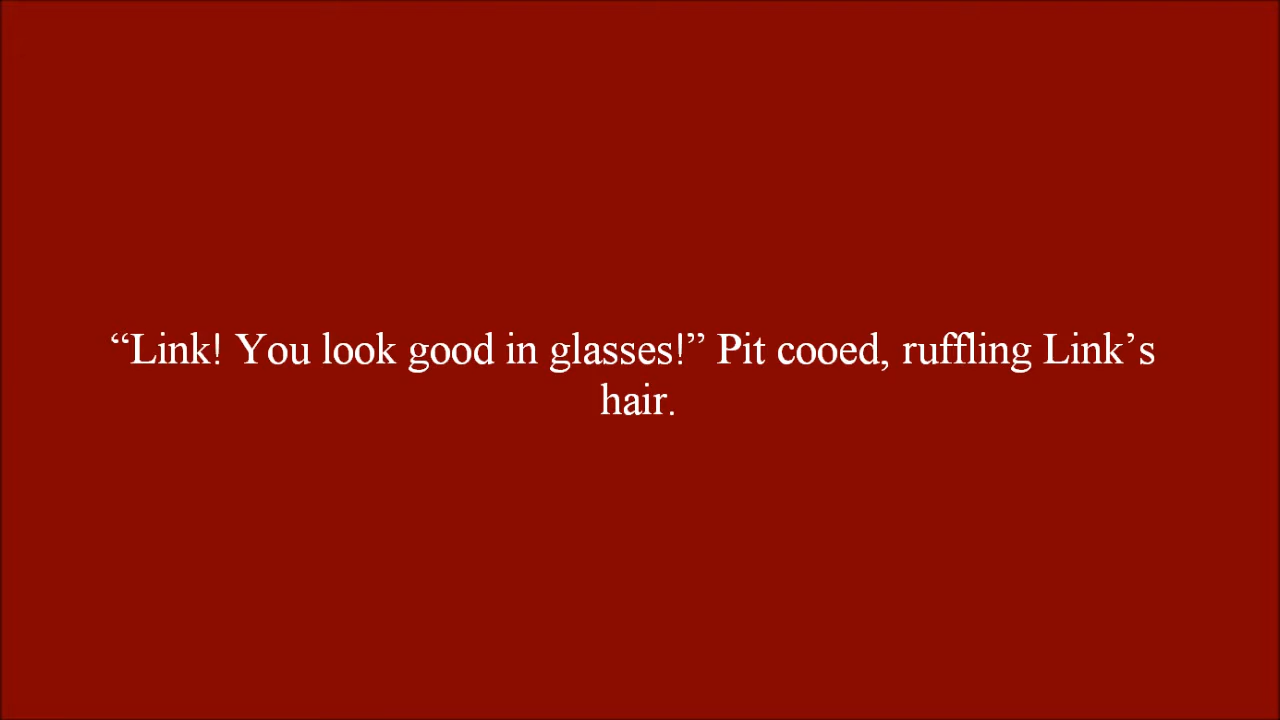 “Link! You look good in glasses!” Pit cooed, ruffling Link’s
hair.